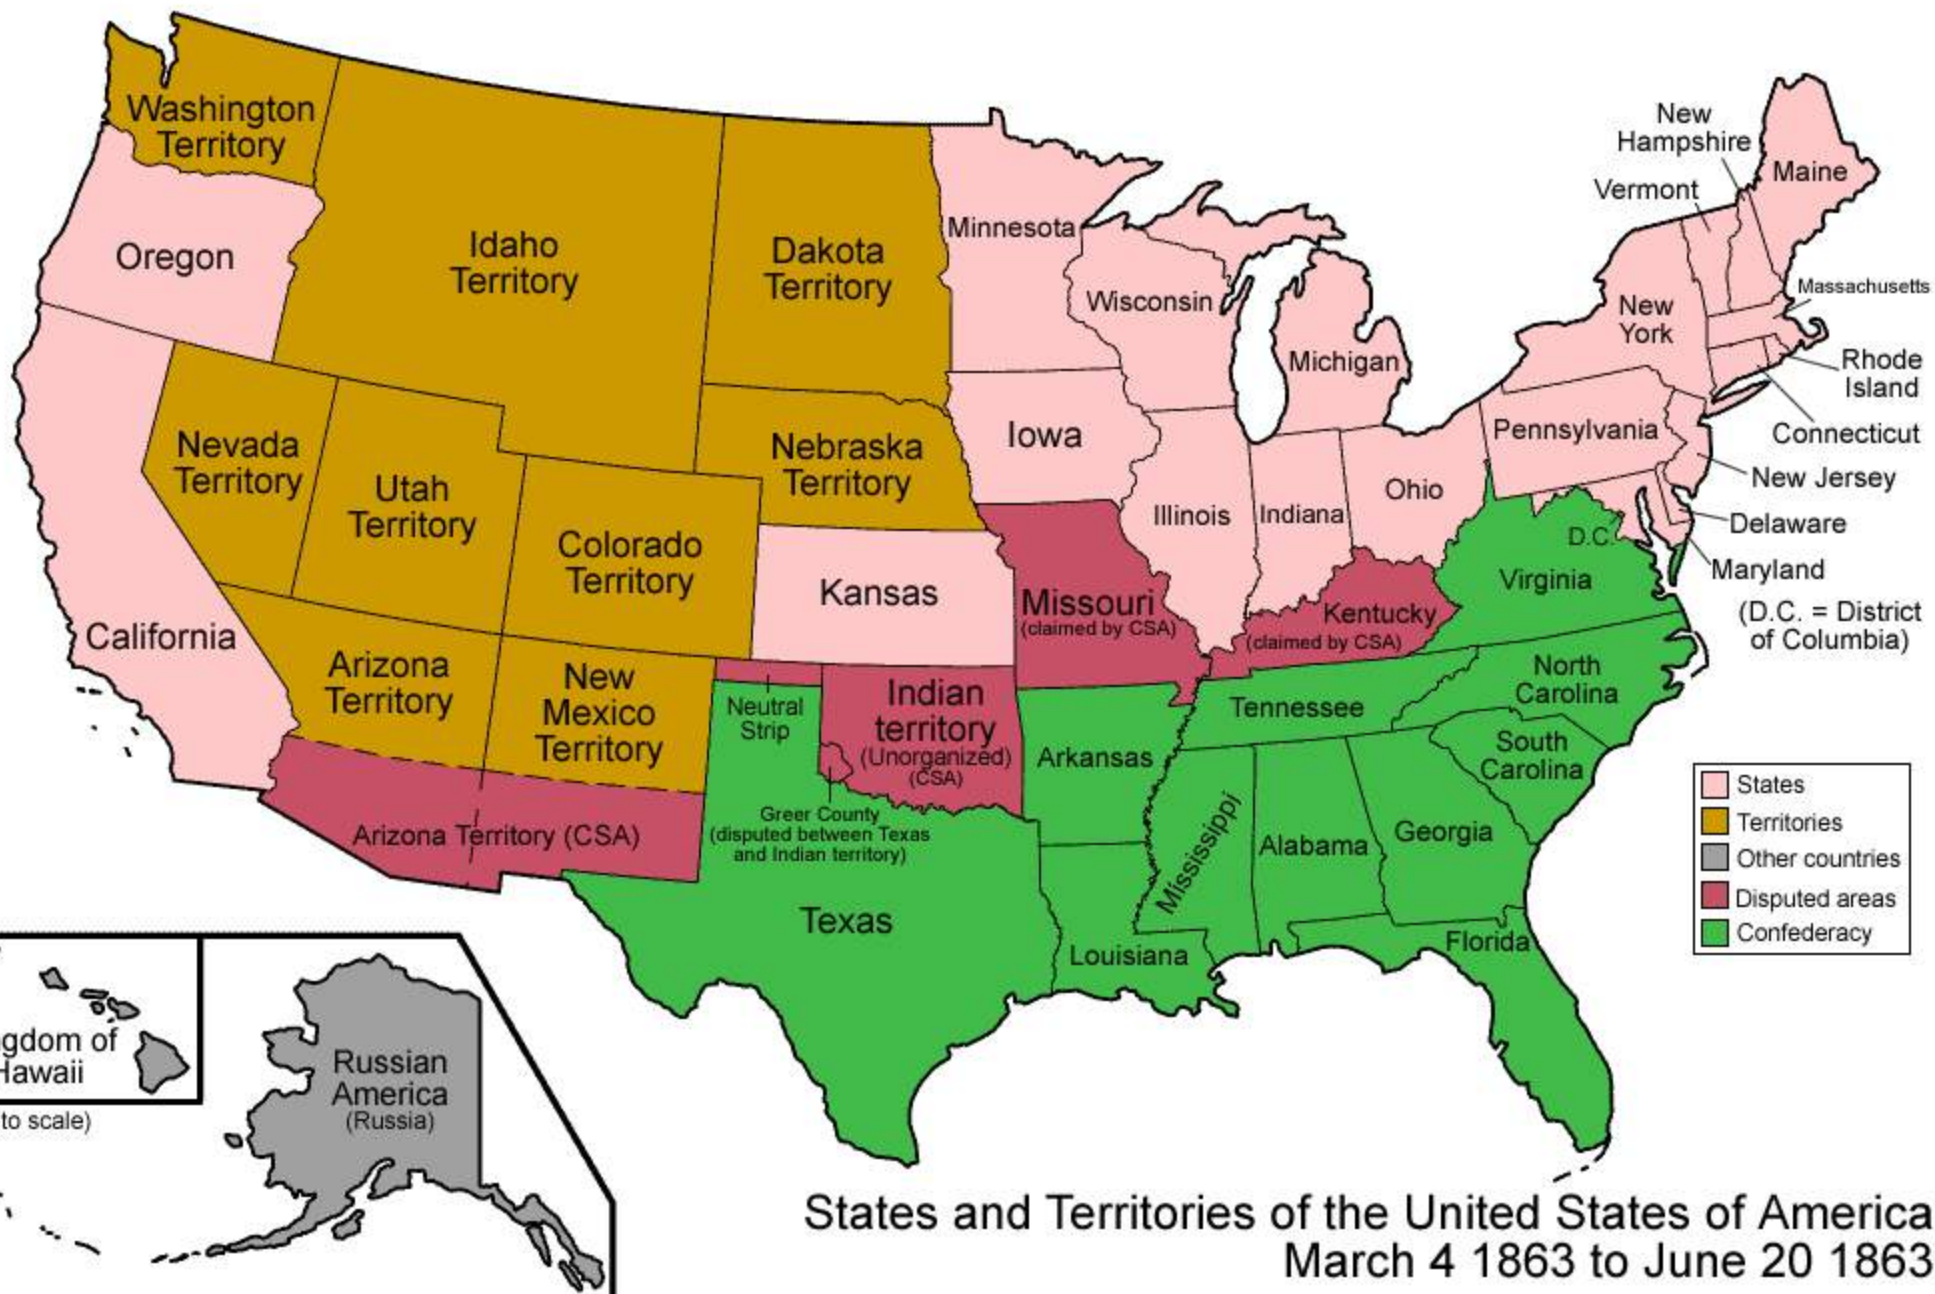 Washington
Territory
Oregon
Idaho
Territory
Dakota
Territory
Minnesota
Wisconsin
Michigan
New
Hampshire
Vermont
Maine
Massachusetts
New
York
Rhode
Island
Connecticut
Pennsylvania
New Jersey
Delaware
Maryland
(D.C. = District
of Columbia)
Nevada
Territory
Utah
Territory
Colorado
Territory
Nebraska
Territory
Iowa
Illinois
Indiana
Ohio
D.C.
Virginia
California
Kansas
Missouri
(claimed by CSA)
Kentucky
(claimed by CSA)
Arizona
Territory
New
Mexico
Territory
Neutral
Strip
Indian
territory
(Unorganized)
(CSA)
Arkansas
Tennessee
North
Carolina
South
Carolina
Arizona Territory (CSA)
Greer County
(disputed between Texas
and Indian territory)
Mississippi
Alabama
Georgia
Texas
Louisiana
Florida
States
Territories
Other countries
Disputed areas
Confederacy
gdom of
Hawaii
to scale)
Russian
America
(Russia)
States and Territories of the United States of America
March 4 1863 to June 20 1863